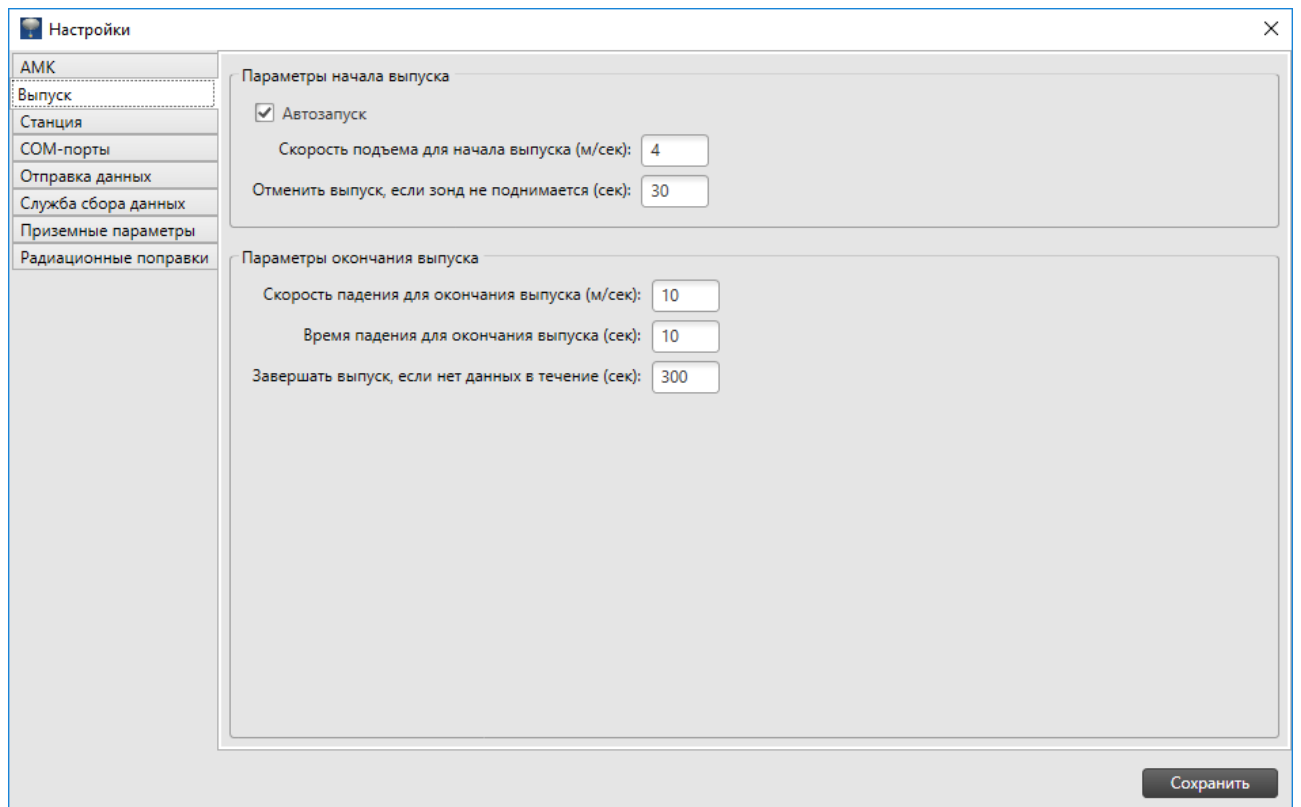 Настройки
АМК
Выпуск
Станция
COM-порты
Отправка данных
Служба сбора данных
Приземные параметры
Радиационные поправки
Параметры начала выпуска
Автозапуск
Скорость подъема для начала выпуска (м/сек): 4
Отменить выпуск, если зонд не поднимается (сек): 30
Параметры окончания выпуска
Скорость падения для окончания выпуска (м/сек): 10
Время падения для окончания выпуска (сек): 10
Завершать выпуск, если нет данных в течение (сек): 300
Сохранить